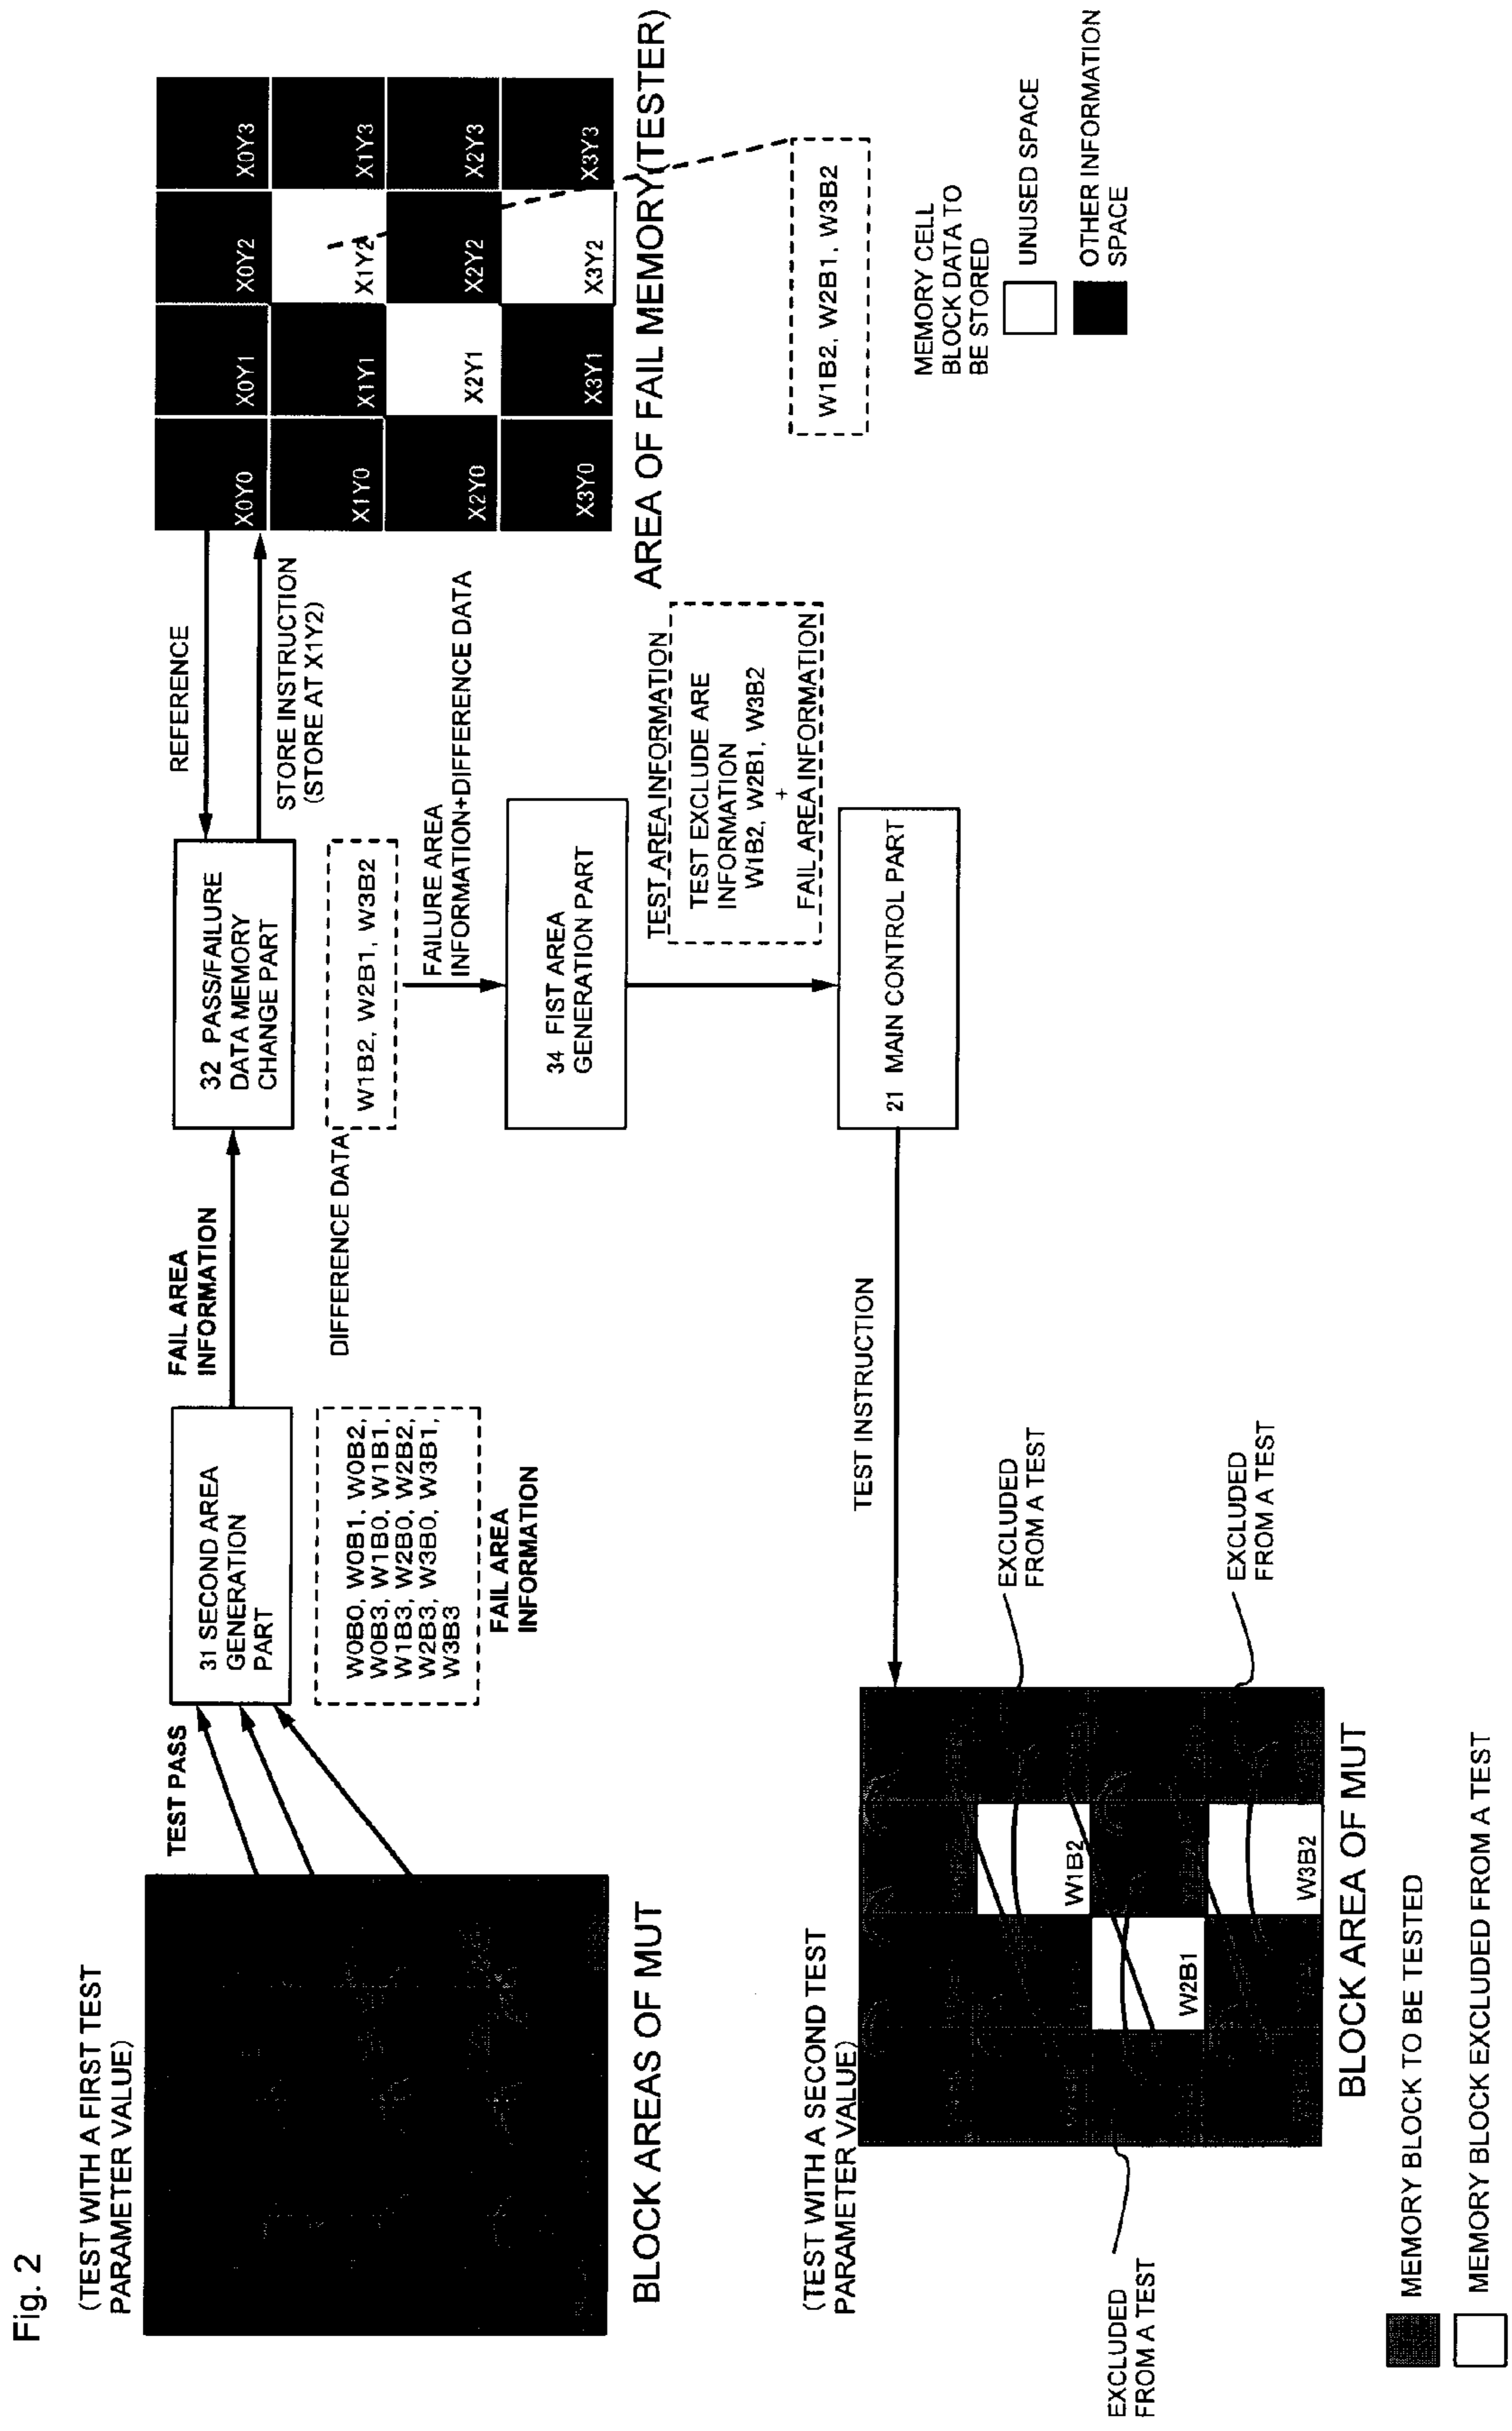 Fig. 2
(TEST WITH A FIRST TEST
PARAMETER VALUE)
BLOCK AREAS OF MUT
TEST PASS
31 SECOND AREA
GENERATION
PART
W0B0, W0B1, W0B2,
W0B3, W1B0, W1B1,
W1B3, W2B0, W2B2,
W2B3, W3B0, W3B1,
W3B3
FAIL AREA
INFORMATION
FAIL AREA
INFORMATION
32 PASS/FAILURE
DATA MEMORY
CHANGE PART
DIFFERENCE DATA
W1B2, W2B1, W3B2
REFERENCE
STORE INSTRUCTION
(STORE AT X1Y2)
X0Y0
X0Y1
X0Y2
X0Y3
X1Y0
X1Y1
X1Y2
X1Y3
X2Y0
X2Y1
X2Y2
X2Y3
X3Y0
X3Y1
X3Y2
X3Y3
AREA OF FAIL MEMORY(TESTER)
FAILURE AREA
INFORMATION+DIFFERENCE DATA
34 FIST AREA
GENERATION PART
TEST AREA INFORMATION
TEST EXCLUDE ARE
INFORMATION
W1B2, W2B1, W3B2
+
FAIL AREA INFORMATION
W1B2, W2B1, W3B2
MEMORY CELL
BLOCK DATA TO
BE STORED
UNUSED SPACE
OTHER INFORMATION
SPACE
21 MAIN CONTROL PART
TEST INSTRUCTION
(TEST WITH A SECOND TEST
PARAMETER VALUE)
W1B2
W2B1
W3B2
EXCLUDED
FROM A TEST
EXCLUDED
FROM A TEST
EXCLUDED
FROM A TEST
BLOCK AREA OF MUT
MEMORY BLOCK TO BE TESTED
MEMORY BLOCK EXCLUDED FROM A TEST